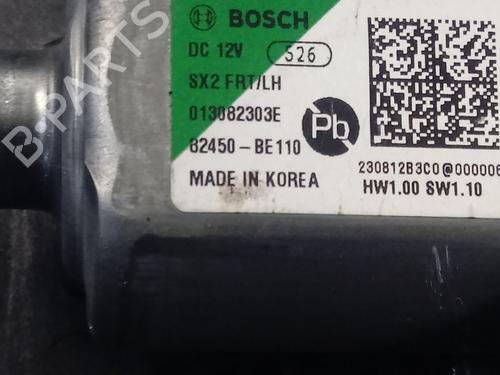 BOSCH
DC 12V 526
SX2 FRT/LH
013082303E
82450-BE110
Pb
MADE IN KOREA
230812B3C0@000006
HW1.00 SW1.10
B-PARTS